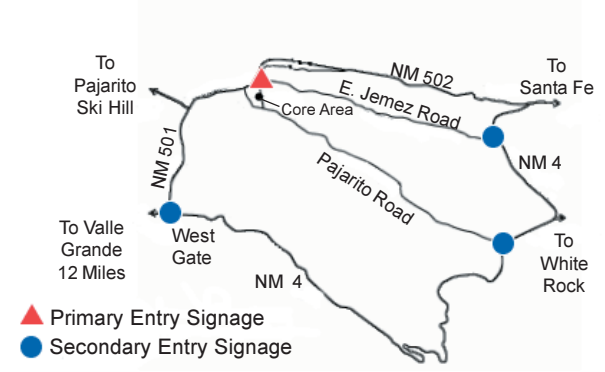 To
Pajarito
Ski Hill
NM 502
To
Santa Fe
E. Jemez Road
Core Area
NM 501
Pajarito Road
NM 4
To Valle
Grande
12 Miles
West
Gate
NM 4
To
White
Rock
Primary Entry Signage
Secondary Entry Signage